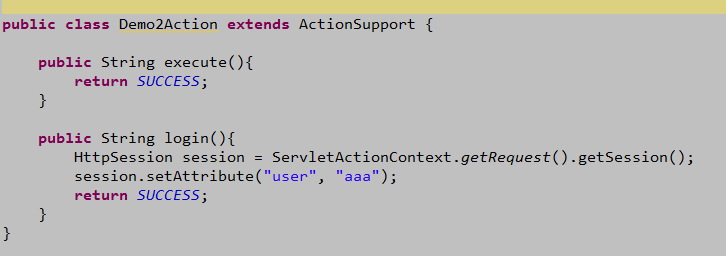 public class Demo2Action extends ActionSupport {
public String execute(){
return SUCCESS;
}
public String login(){
HttpSession session = ServletActionContext.getRequest().getSession();
session.setAttribute("user", "aaa");
return SUCCESS;
}
}